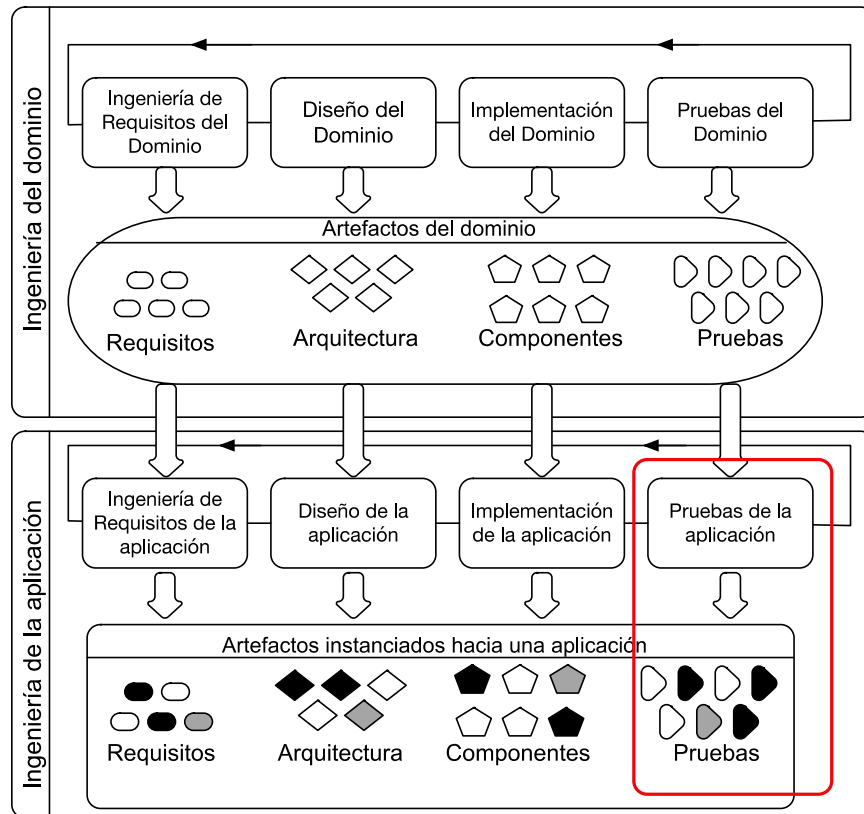 Ingeniería del dominio
Ingeniería de
Requisitos del
Dominio
Diseño del
Dominio
Implementación
del Dominio
Pruebas del
Dominio
Artefactos del dominio
Requisitos
Arquitectura
Componentes
Pruebas
Ingeniería de la aplicación
Ingeniería de
Requisitos de la
aplicación
Diseño de la
aplicación
Implementación
de la aplicación
Pruebas de la
aplicación
Artefactos instanciados hacia una aplicación
Requisitos
Arquitectura
Componentes
Pruebas